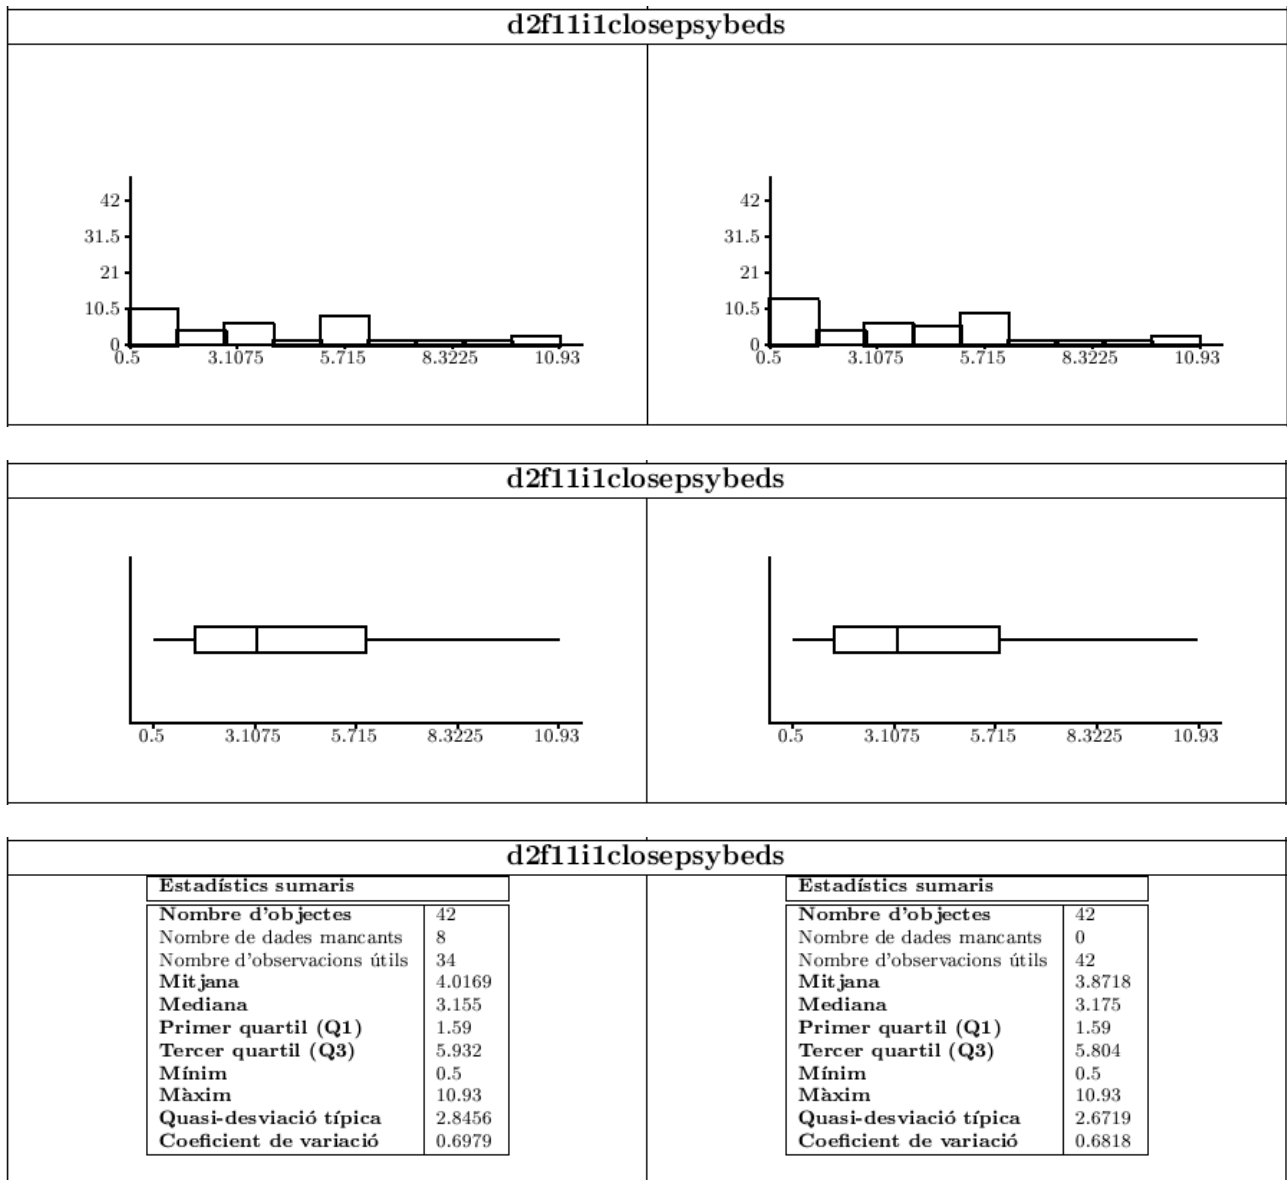 d2f11i1closepsybeds
42
31.5
21
10.5
0
0.5 3.1075 5.715 8.3225 10.93
42
31.5
21
10.5
0
0.5 3.1075 5.715 8.3225 10.93
d2f11i1closepsybeds
0.5 3.1075 5.715 8.3225 10.93
0.5 3.1075 5.715 8.3225 10.93
d2f11i1closepsybeds
Estadístics sumaris
Nombre d'objectes 42
Nombre de dades mancants 8
Nombre d'observacions útils 34
Mitjana 4.0169
Mediana 3.155
Primer quartil (Q1) 1.59
Tercer quartil (Q3) 5.932
Mínim 0.5
Màxim 10.93
Quasi-desviació típica 2.8456
Coeficient de variació 0.6979
Estadístics sumaris
Nombre d'objectes 42
Nombre de dades mancants 0
Nombre d'observacions útils 42
Mitjana 3.8718
Mediana 3.175
Primer quartil (Q1) 1.59
Tercer quartil (Q3) 5.804
Mínim 0.5
Màxim 10.93
Quasi-desviació típica 2.6719
Coeficient de variació 0.6818